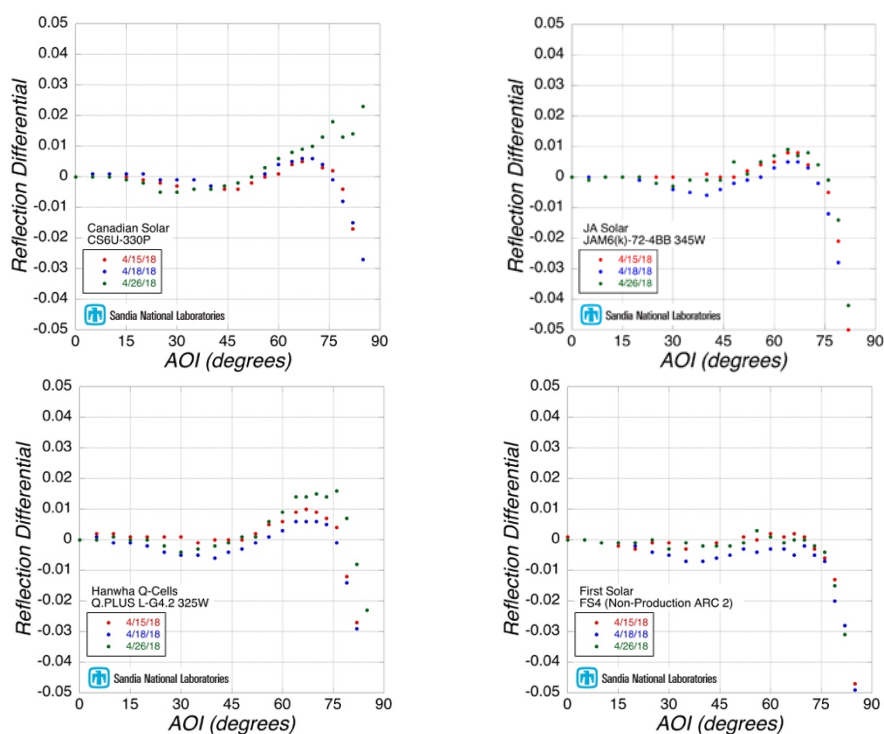 0.05
0.04
0.03
0.02
0.01
0
-0.01
-0.02
-0.03
-0.04
-0.05
Reflection Differential
Canadian Solar
CS6U-330P
4/15/18
4/18/18
4/26/18
Sandia National Laboratories
0 15 30 45 60 75 90
AOI (degrees)
0.05
0.04
0.03
0.02
0.01
0
-0.01
-0.02
-0.03
-0.04
-0.05
Reflection Differential
JA Solar
JAM6(k)-72-4BB 345W
4/15/18
4/18/18
4/26/18
Sandia National Laboratories
0 15 30 45 60 75 90
AOI (degrees)
0.05
0.04
0.03
0.02
0.01
0
-0.01
-0.02
-0.03
-0.04
-0.05
Reflection Differential
Hanwha Q-Cells
Q.PLUS L-G4.2 325W
4/15/18
4/18/18
4/26/18
Sandia National Laboratories
0 15 30 45 60 75 90
AOI (degrees)
0.05
0.04
0.03
0.02
0.01
0
-0.01
-0.02
-0.03
-0.04
-0.05
Reflection Differential
First Solar
FS4 (Non-Production ARC 2)
4/15/18
4/18/18
4/26/18
Sandia National Laboratories
0 15 30 45 60 75 90
AOI (degrees)